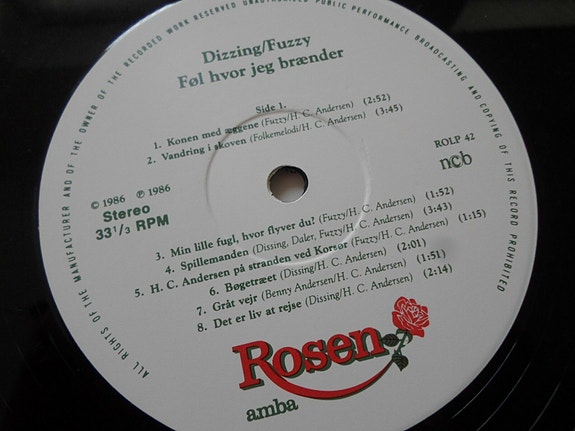 ALL RIGHTS OF THE MANUFACTURER AND OF THE OWNER OF THE RECORDED WORK RESERVED UNAUTHORISED PUBLIC PERFORMANCE BROADCASTING AND COPYING OF THIS RECORD PROHIBITED
Dizzing/Fuzzy
Føl hvor jeg brænder
Side 1.
1. Konen med æggene (Fuzzy/H. C. Andersen) (2:52)
2. Vandring i skoven (Folkemelodi/H. C. Andersen) (3:45)
ROLP 42
ncb
© 1986 ℗ 1986
Stereo
33 1/3 RPM
3. Min lille fugl, hvor flyver du? (Fuzzy/H. C. Andersen) (1:52)
4. Spillemanden (Dissing, Daler, Fuzzy/H. C. Andersen) (3:43)
5. H. C. Andersen på stranden ved Korsør (Fuzzy/H. C. Andersen) (1:15)
6. Bøgetræet (Dissing/H. C. Andersen) (2:01)
7. Gråt vejr (Benny Andersen/H. C. Andersen) (1:51)
8. Det er liv at rejse (Dissing/H. C. Andersen) (2:14)
Rosen
amba